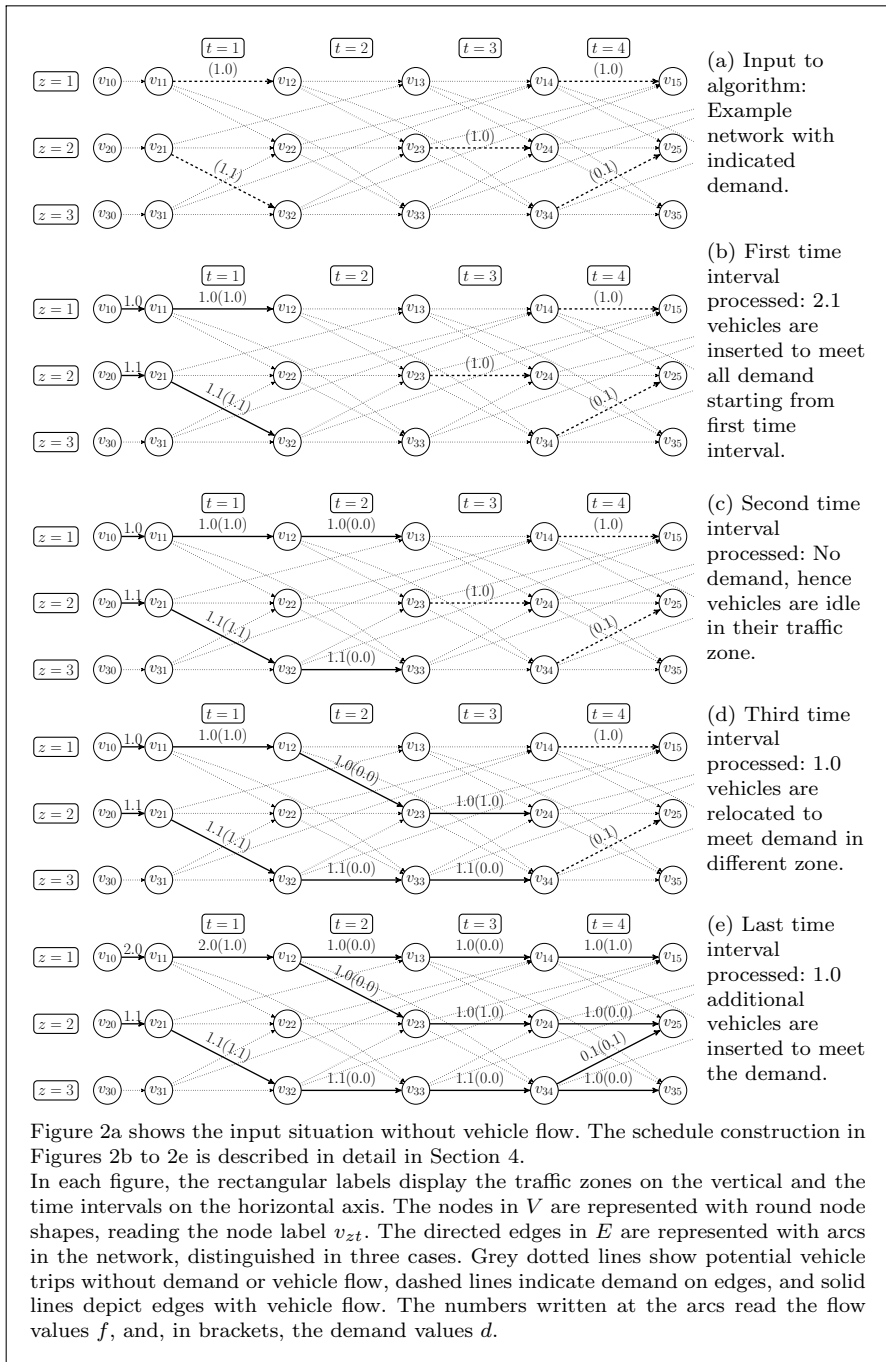 t = 1 t = 2 t = 3 t = 4
(1.0) (1.0)
z = 1 v10 v11 v12 v13 v14 v15
(1.0)
z = 2 v20 v21 v22 v23 v24 v25
(1.1) (0.1)
z = 3 v30 v31 v32 v33 v34 v35
(a) Input to
algorithm:
Example
network with
indicated
demand.
t = 1 t = 2 t = 3 t = 4
1.0 1.0(1.0) (1.0)
z = 1 v10 v11 v12 v13 v14 v15
1.1 (1.0)
z = 2 v20 v21 v22 v23 v24 v25
1.1(1.1) (0.1)
z = 3 v30 v31 v32 v33 v34 v35
(b) First time
interval
processed: 2.1
vehicles are
inserted to meet
all demand
starting from
first time
interval.
t = 1 t = 2 t = 3 t = 4
1.0 1.0(1.0) 1.0(0.0) (1.0)
z = 1 v10 v11 v12 v13 v14 v15
1.1 (1.0)
z = 2 v20 v21 v22 v23 v24 v25
1.1(1.1) (0.1)
1.1(0.0)
z = 3 v30 v31 v32 v33 v34 v35
(c) Second time
interval
processed: No
demand, hence
vehicles are idle
in their traffic
zone.
t = 1 t = 2 t = 3 t = 4
1.0 1.0(1.0) (1.0)
z = 1 v10 v11 v12 v13 v14 v15
1.0(0.0)
1.1 1.0(1.0)
z = 2 v20 v21 v22 v23 v24 v25
1.1(1.1) (0.1)
1.1(0.0) 1.1(0.0)
z = 3 v30 v31 v32 v33 v34 v35
(d) Third time
interval
processed: 1.0
vehicles are
relocated to
meet demand in
different zone.
t = 1 t = 2 t = 3 t = 4
2.0 2.0(1.0) 1.0(0.0) 1.0(0.0) 1.0(1.0)
z = 1 v10 v11 v12 v13 v14 v15
1.0(0.0)
1.1 1.0(1.0) 1.0(0.0)
z = 2 v20 v21 v22 v23 v24 v25
1.1(1.1) 0.1(0.1)
1.1(0.0) 1.1(0.0) 1.0(0.0)
z = 3 v30 v31 v32 v33 v34 v35
(e) Last time
interval
processed: 1.0
additional
vehicles are
inserted to meet
the demand.
Figure 2a shows the input situation without vehicle flow. The schedule construction in
Figures 2b to 2e is described in detail in Section 4.
In each figure, the rectangular labels display the traffic zones on the vertical and the
time intervals on the horizontal axis. The nodes in V are represented with round node
shapes, reading the node label vzt. The directed edges in E are represented with arcs
in the network, distinguished in three cases. Grey dotted lines show potential vehicle
trips without demand or vehicle flow, dashed lines indicate demand on edges, and solid
lines depict edges with vehicle flow. The numbers written at the arcs read the flow
values f, and, in brackets, the demand values d.